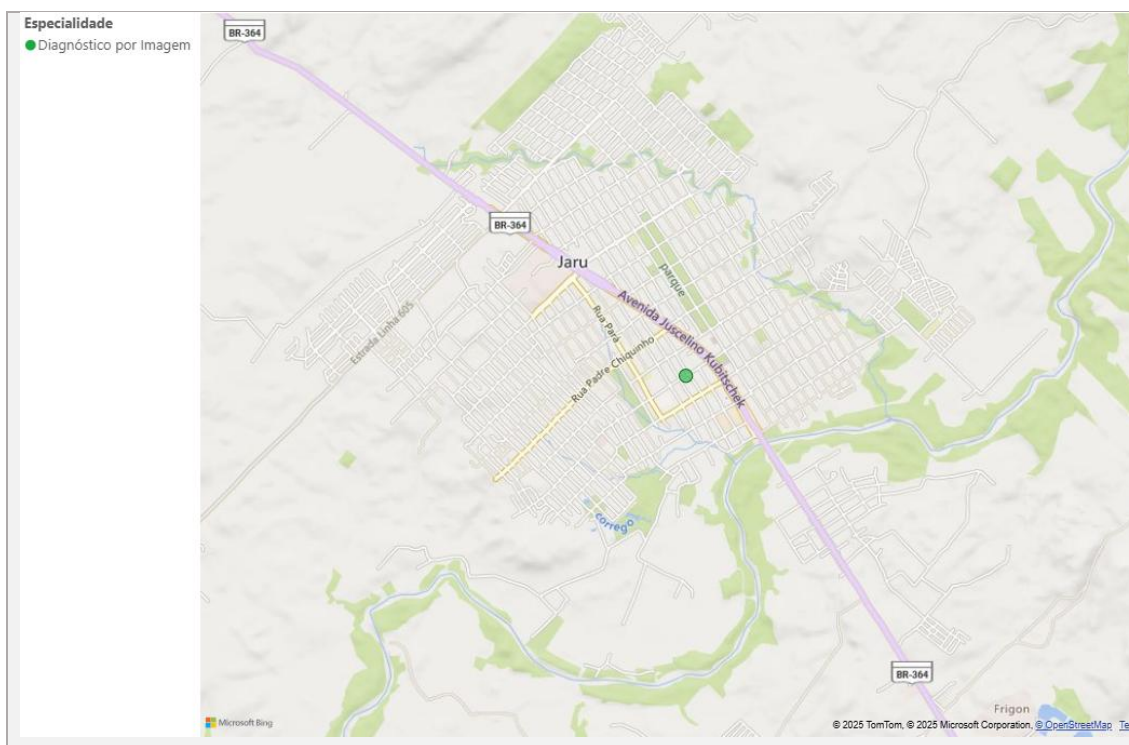 Especialidade
Diagnóstico por Imagem
BR-364
BR-364
Jaru
parque
Avenida Juscelino Kubitschek
Rua Pará
Estrada Linha 605
Rua Padre Chiquinho
córrego
BR-364
Frigon
Microsoft Bing
© 2025 TomTom, © 2025 Microsoft Corporation, © OpenStreetMap Te